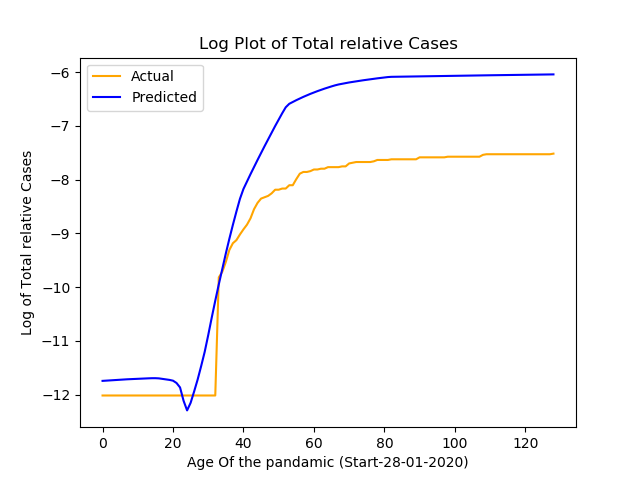 Log Plot of Total relative Cases
Actual
Predicted
Log of Total relative Cases
−6
−7
−8
−9
−10
−11
−12
0 20 40 60 80 100 120
Age Of the pandamic (Start-28-01-2020)